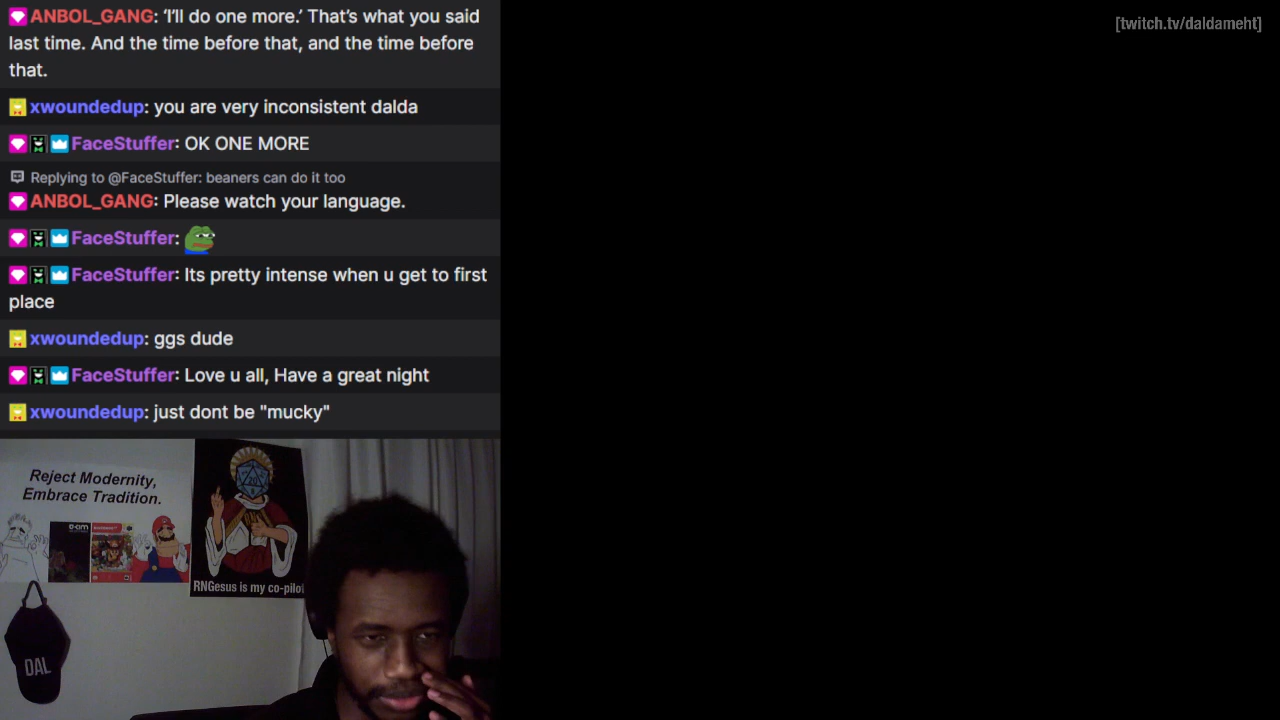 ANBOL_GANG: ‘I’ll do one more.’ That’s what you said
last time. And the time before that, and the time before
that.
xwoundedup: you are very inconsistent dalda
FaceStuffer: OK ONE MORE
Replying to @FaceStuffer: beaners can do it too
ANBOL_GANG: Please watch your language.
FaceStuffer:
FaceStuffer: Its pretty intense when u get to first
place
xwoundedup: ggs dude
FaceStuffer: Love u all, Have a great night
xwoundedup: just dont be "mucky"
[twitch.tv/daldameht]
Reject Modernity,
Embrace Tradition.
20
RNGesus is my co-pilo
DAL